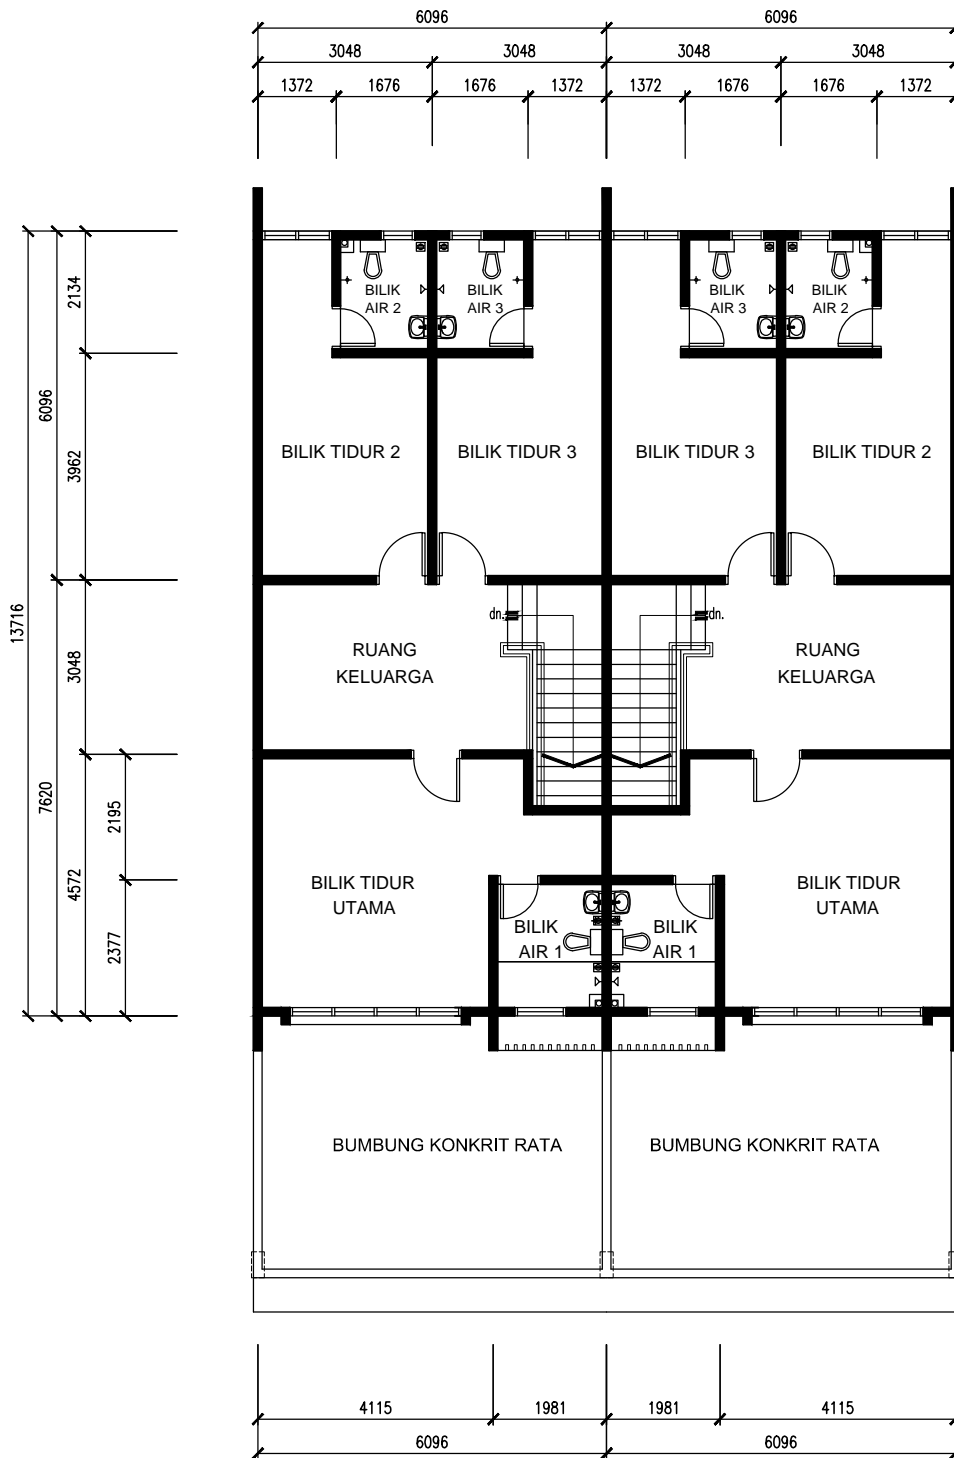 6096 6096
3048 3048 3048 3048
1372 1676 1676 1372 1372 1676 1676 1372
BILIK
AIR 2
BILIK
AIR 3
BILIK
AIR 3
BILIK
AIR 2
2134
6096
3962
BILIK TIDUR 2 BILIK TIDUR 3 BILIK TIDUR 3 BILIK TIDUR 2
13716
3048
dn. dn.
RUANG
KELUARGA
RUANG
KELUARGA
7620
2195
4572
2377
BILIK TIDUR
UTAMA
BILIK
AIR 1
BILIK
AIR 1
BILIK TIDUR
UTAMA
BUMBUNG KONKRIT RATA BUMBUNG KONKRIT RATA
4115 1981 1981 4115
6096 6096